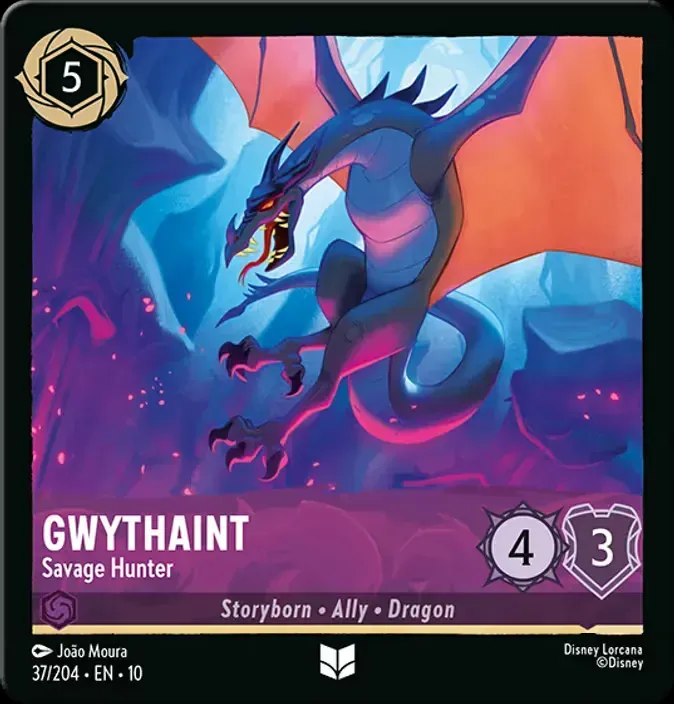 5
GWYTHAINT
Savage Hunter
4
3
Storyborn • Ally • Dragon
João Moura
37/204 • EN • 10
Disney Lorcana
©Disney